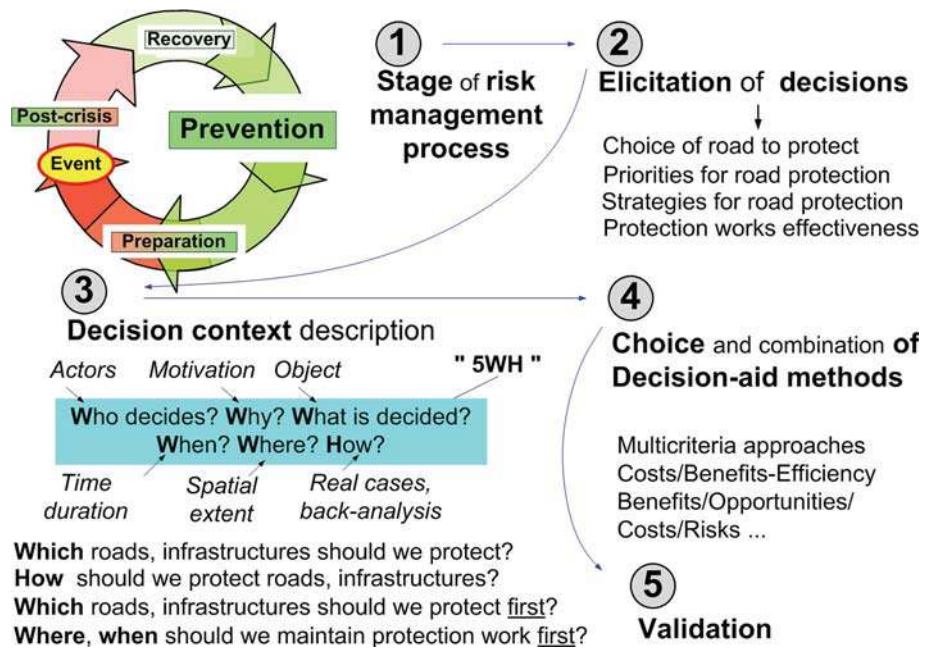 Recovery
Post-crisis
Prevention
Event
Preparation
1
Stage of risk
management
process
2
Elicitation of decisions
Choice of road to protect
Priorities for road protection
Strategies for road protection
Protection works effectiveness
3
Decision context description
Actors Motivation Object " 5WH "
Who decides? Why? What is decided?
When? Where? How?
Time
duration
Spatial
extent
Real cases,
back-analysis
Which roads, infrastructures should we protect?
How should we protect roads, infrastructures?
Which roads, infrastructures should we protect first?
Where, when should we maintain protection work first?
4
Choice and combination of
Decision-aid methods
Multicriteria approaches
Costs/Benefits-Efficiency
Benefits/Opportunities/
Costs/Risks ...
5
Validation